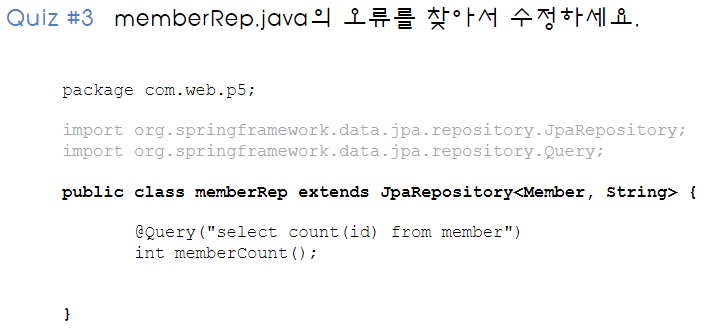 Quiz #3 memberRep.java의 오류를 찾아서 수정하세요.
package com.web.p5;
import org.springframework.data.jpa.repository.JpaRepository;
import org.springframework.data.jpa.repository.Query;
public class memberRep extends JpaRepository<Member, String> {
@Query("select count(id) from member")
int memberCount();
}